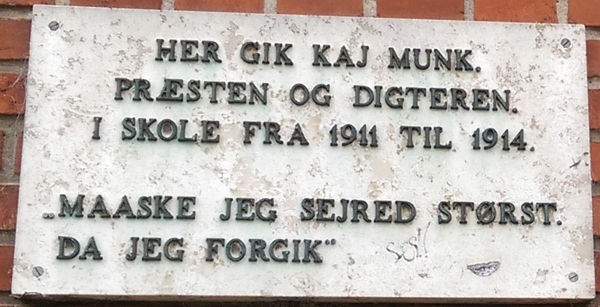 HER GIK KAJ MUNK.
PRÆSTEN OG DIGTEREN.
I SKOLE FRA 1911 TIL 1914.
„MAASKE JEG SEJRED STØRST.
DA JEG FORGIK“